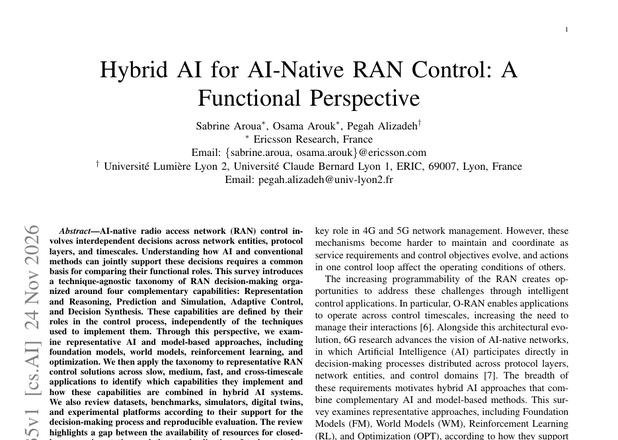 1
Hybrid AI for AI-Native RAN Control: A
Functional Perspective
Sabrine Aroua*, Osama Arouk*, Pegah Alizadeh†
* Ericsson Research, France
Email: {sabrine.aroua, osama.arouk}@ericsson.com
† Université Lumière Lyon 2, Université Claude Bernard Lyon 1, ERIC, 69007, Lyon, France
Email: pegah.alizadeh@univ-lyon2.fr
Abstract—AI-native radio access network (RAN) control in-
volves interdependent decisions across network entities, protocol
layers, and timescales. Understanding how AI and conventional
methods can jointly support these decisions requires a common
basis for comparing their functional roles. This survey introduces
a technique-agnostic taxonomy of RAN decision-making orga-
nized around four complementary capabilities: Representation
and Reasoning, Prediction and Simulation, Adaptive Control,
and Decision Synthesis. These capabilities are defined by their
roles in the control process, independently of the techniques
used to implement them. Through this perspective, we exam-
ine representative AI and model-based approaches, including
foundation models, world models, reinforcement learning, and
optimization. We then apply the taxonomy to representative RAN
control solutions across slow, medium, fast, and cross-timescale
applications to identify which capabilities they implement and
how these capabilities are combined in hybrid AI systems.
We also review datasets, benchmarks, simulators, digital twins,
and experimental platforms according to their support for the
decision-making process and reproducible evaluation. The review
highlights a gap between the availability of resources for closed-
key role in 4G and 5G network management. However, these
mechanisms become harder to maintain and coordinate as
service requirements and control objectives evolve, and actions
in one control loop affect the operating conditions of others.
The increasing programmability of the RAN creates op-
portunities to address these challenges through intelligent
control applications. In particular, O-RAN enables applications
to operate across control timescales, increasing the need to
manage their interactions [6]. Alongside this architectural evo-
lution, 6G research advances the vision of AI-native networks,
in which Artificial Intelligence (AI) participates directly in
decision-making processes distributed across protocol layers,
network entities, and control domains [7]. The breadth of
these requirements motivates hybrid AI approaches that com-
bine complementary AI and model-based methods. This sur-
vey examines representative approaches, including Foundation
Models (FM), World Models (WM), Reinforcement Learning
(RL), and Optimization (OPT), according to how they support
5v1 [cs.AI] 24 Nov 2026